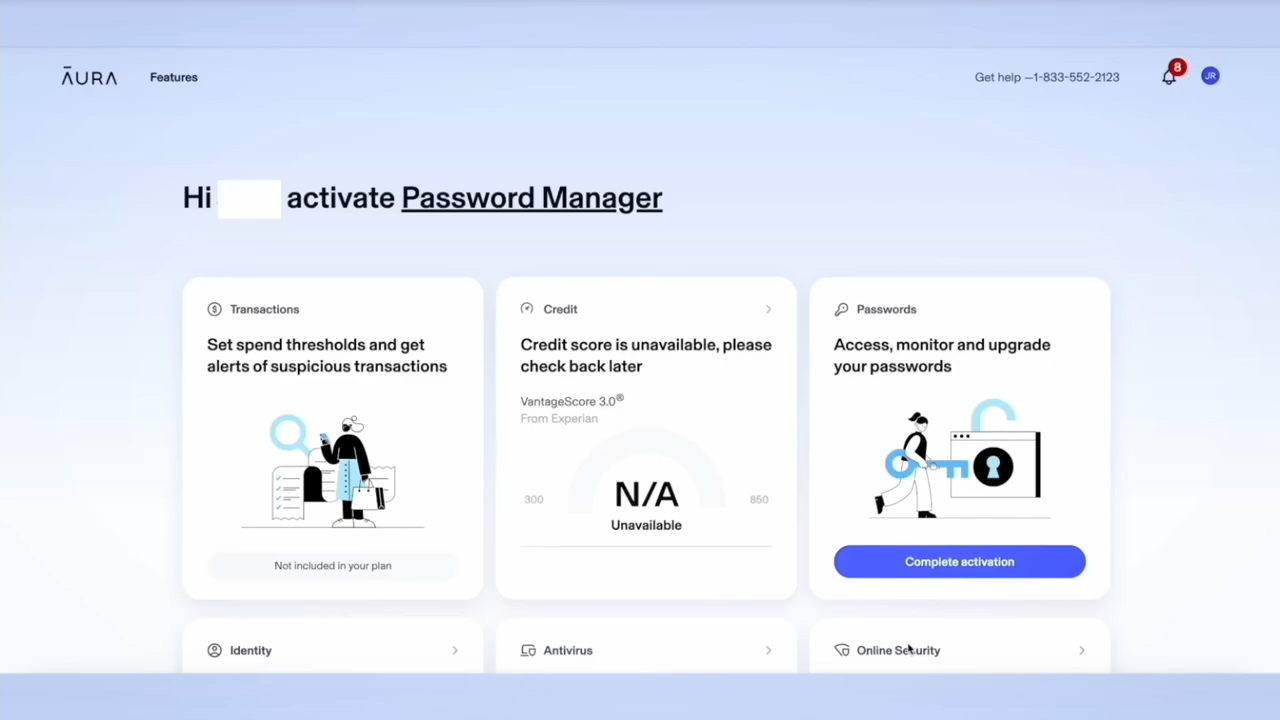 ĀURA
Features
Get help —1-833-552-2123
8
JR
Hi activate Password Manager
Transactions
Set spend thresholds and get
alerts of suspicious transactions
Not included in your plan
Credit
Credit score is unavailable, please
check back later
VantageScore 3.0®
From Experian
300
N/A
850
Unavailable
Passwords
Access, monitor and upgrade
your passwords
Complete activation
Identity
Antivirus
Online Security